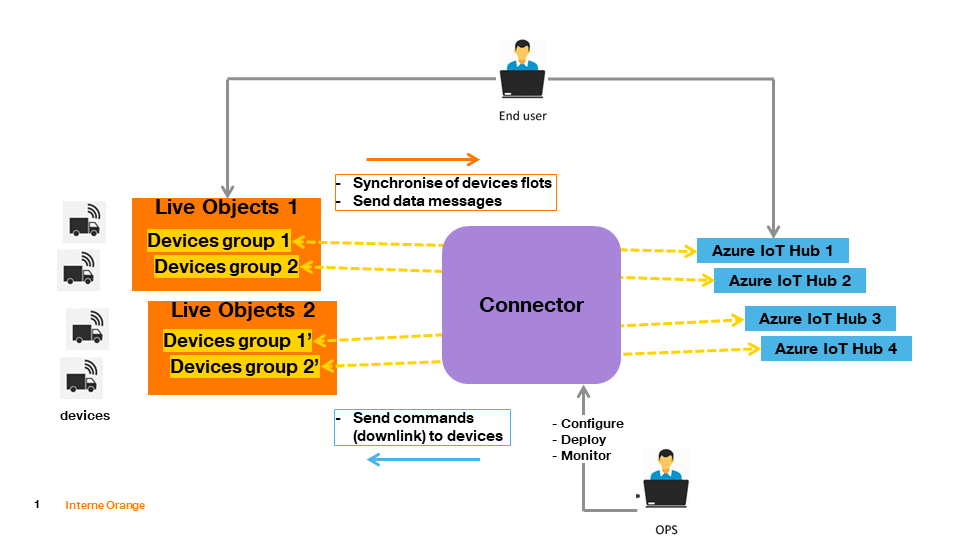 End user
- Synchronise of devices flots
- Send data messages
Live Objects 1
Devices group 1
Devices group 2
Live Objects 2
Devices group 1’
Devices group 2’
devices
Connector
Azure IoT Hub 1
Azure IoT Hub 2
Azure IoT Hub 3
Azure IoT Hub 4
- Send commands
(downlink) to devices
- Configure
- Deploy
- Monitor
OPS
1 Interne Orange